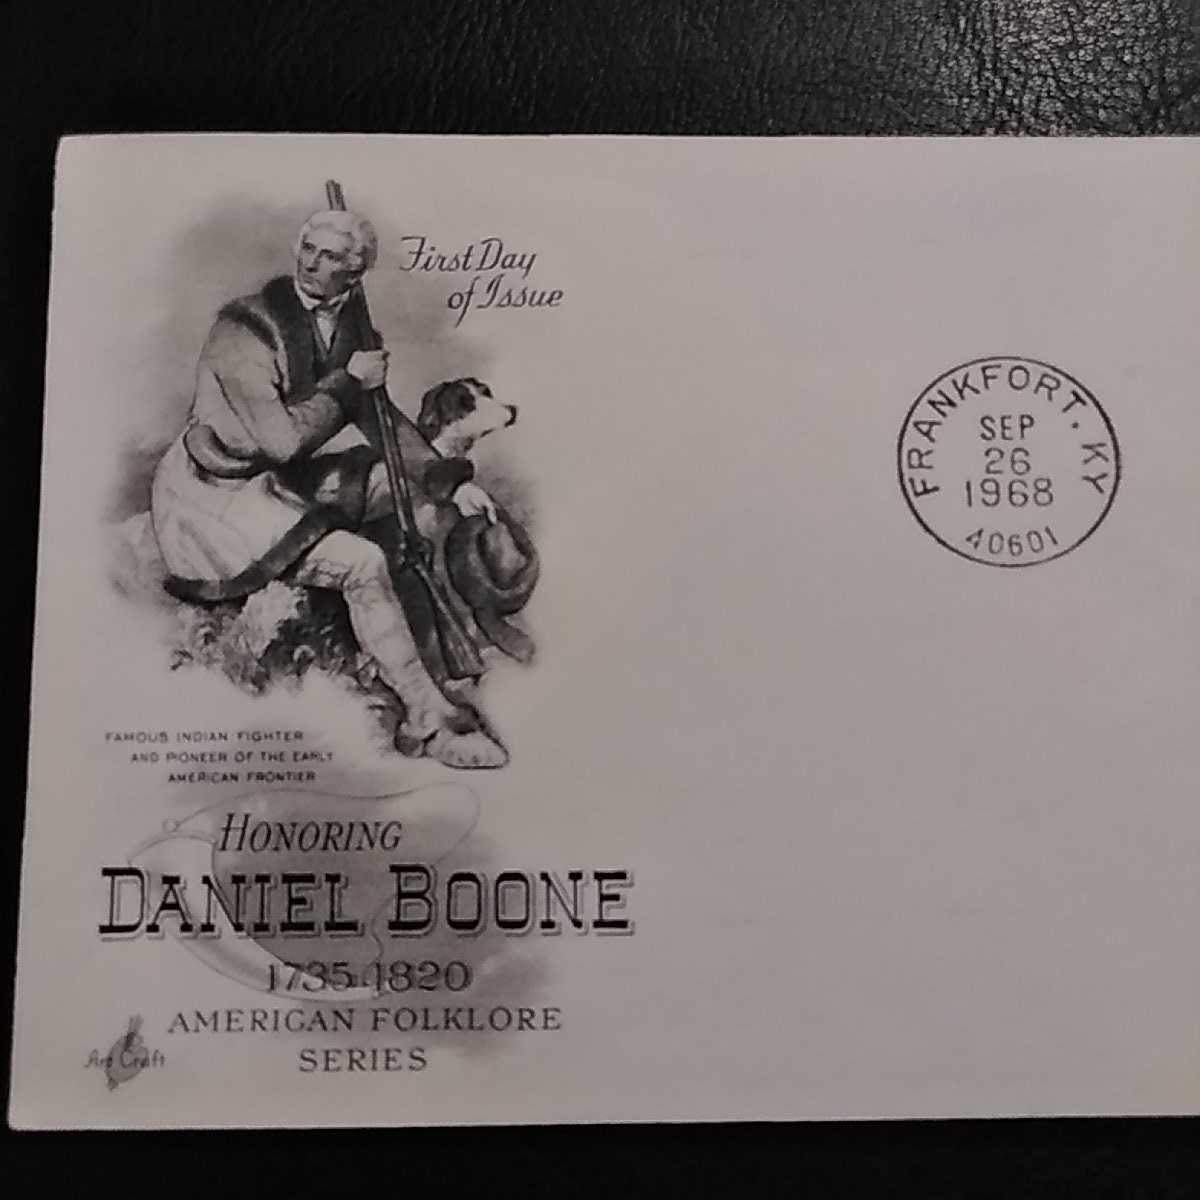 First Day
of Issue
FRANKFORT, KY
SEP
26
1968
40601
FAMOUS INDIAN FIGHTER
AND PIONEER OF THE EARLY
AMERICAN FRONTIER
HONORING
DANIEL BOONE
1735-1820
AMERICAN FOLKLORE
SERIES
Art Craft